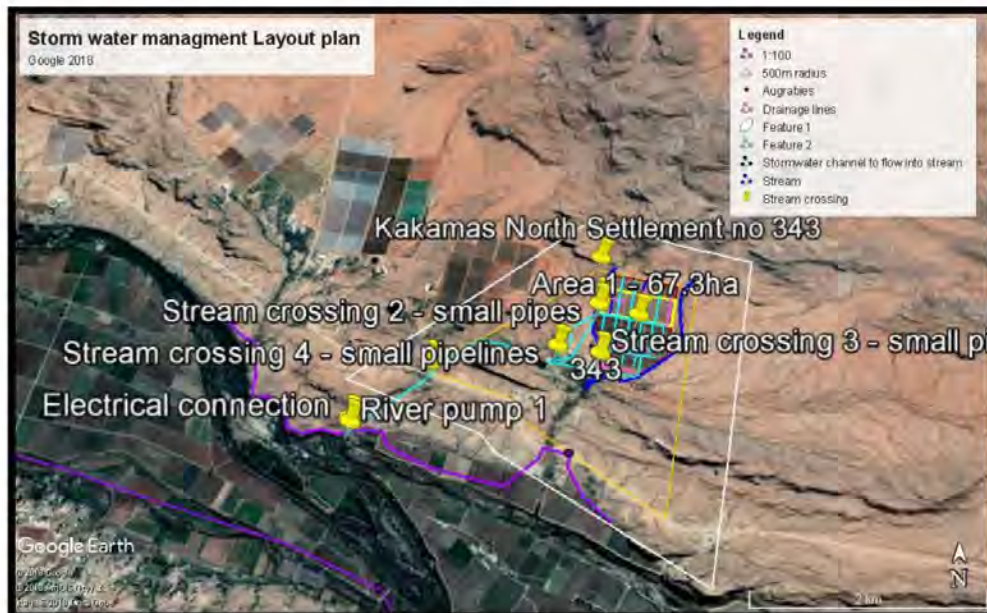 Storm water managment Layout plan
Google 2018
Legend
1:100
500m radius
Augrabies
Drainage lines
Feature 1
Feature 2
Stormwater channel to flow into stream
Stream
Stream crossing
Kakamas North Settlement no 343
Area 1 - 67.3ha
Stream crossing 2 - small pipes
Stream crossing 3 - small pi
Stream crossing 4 - small pipelines
343
Electrical connection
River pump 1
Google Earth
© 2018 Google
N
2 km